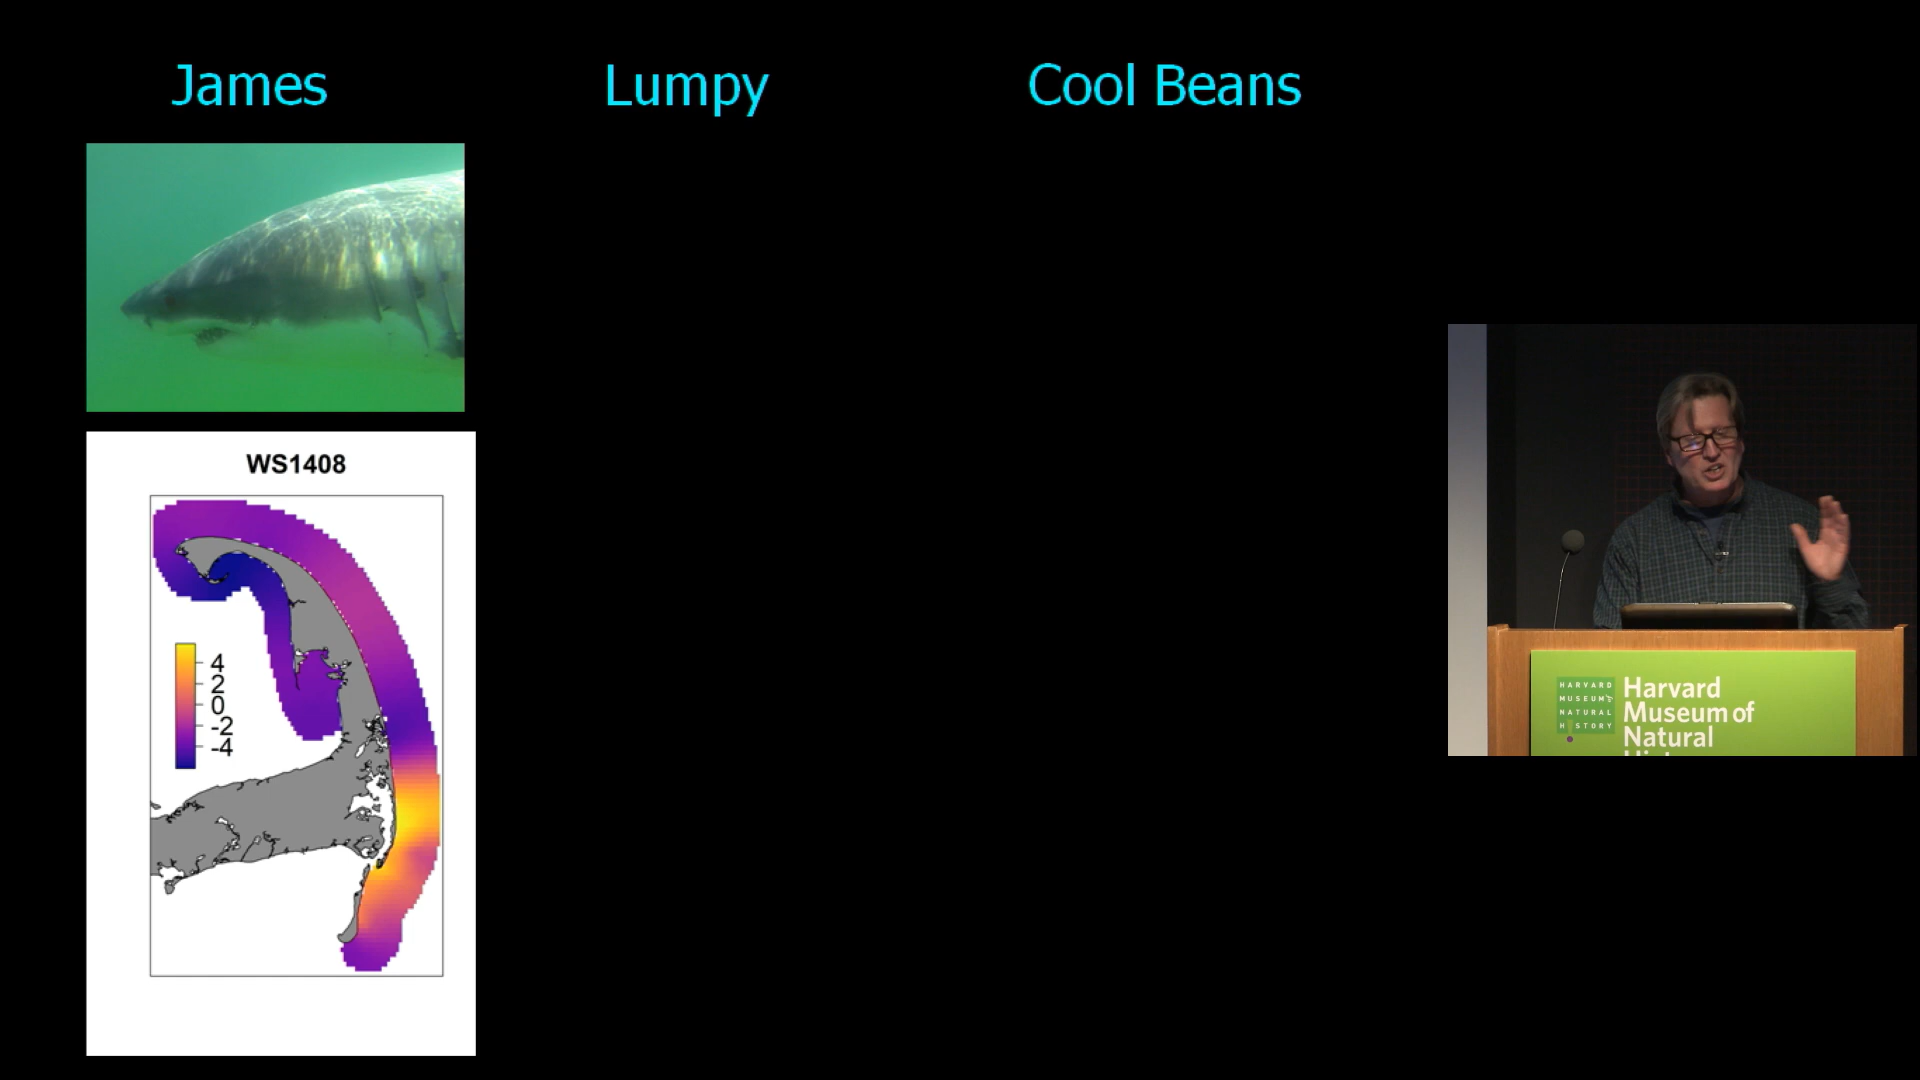 James
Lumpy
Cool Beans
WS1408
4
2
0
-2
-4
HARVARD
MUSEUM
NATURAL
HISTORY
Harvard
Museum of
Natural